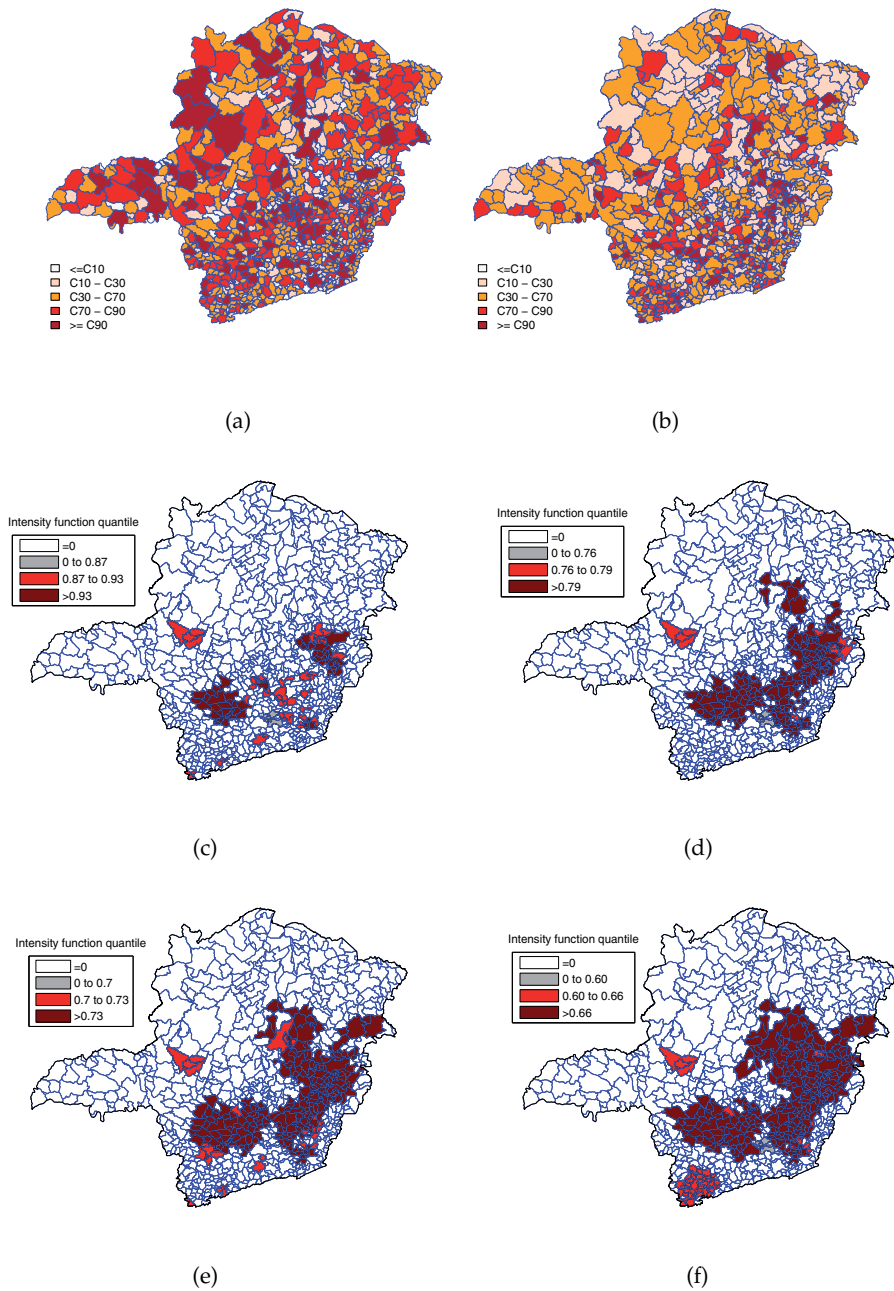 <=C10
C10 − C30
C30 − C70
C70 − C90
>= C90
<=C10
C10 − C30
C30 − C70
C70 − C90
>= C90
(a)
(b)
Intensity function quantile
=0
0 to 0.87
0.87 to 0.93
>0.93
Intensity function quantile
=0
0 to 0.76
0.76 to 0.79
>0.79
(c)
(d)
Intensity function quantile
=0
0 to 0.7
0.7 to 0.73
>0.73
Intensity function quantile
=0
0 to 0.60
0.60 to 0.66
>0.66
(e)
(f)